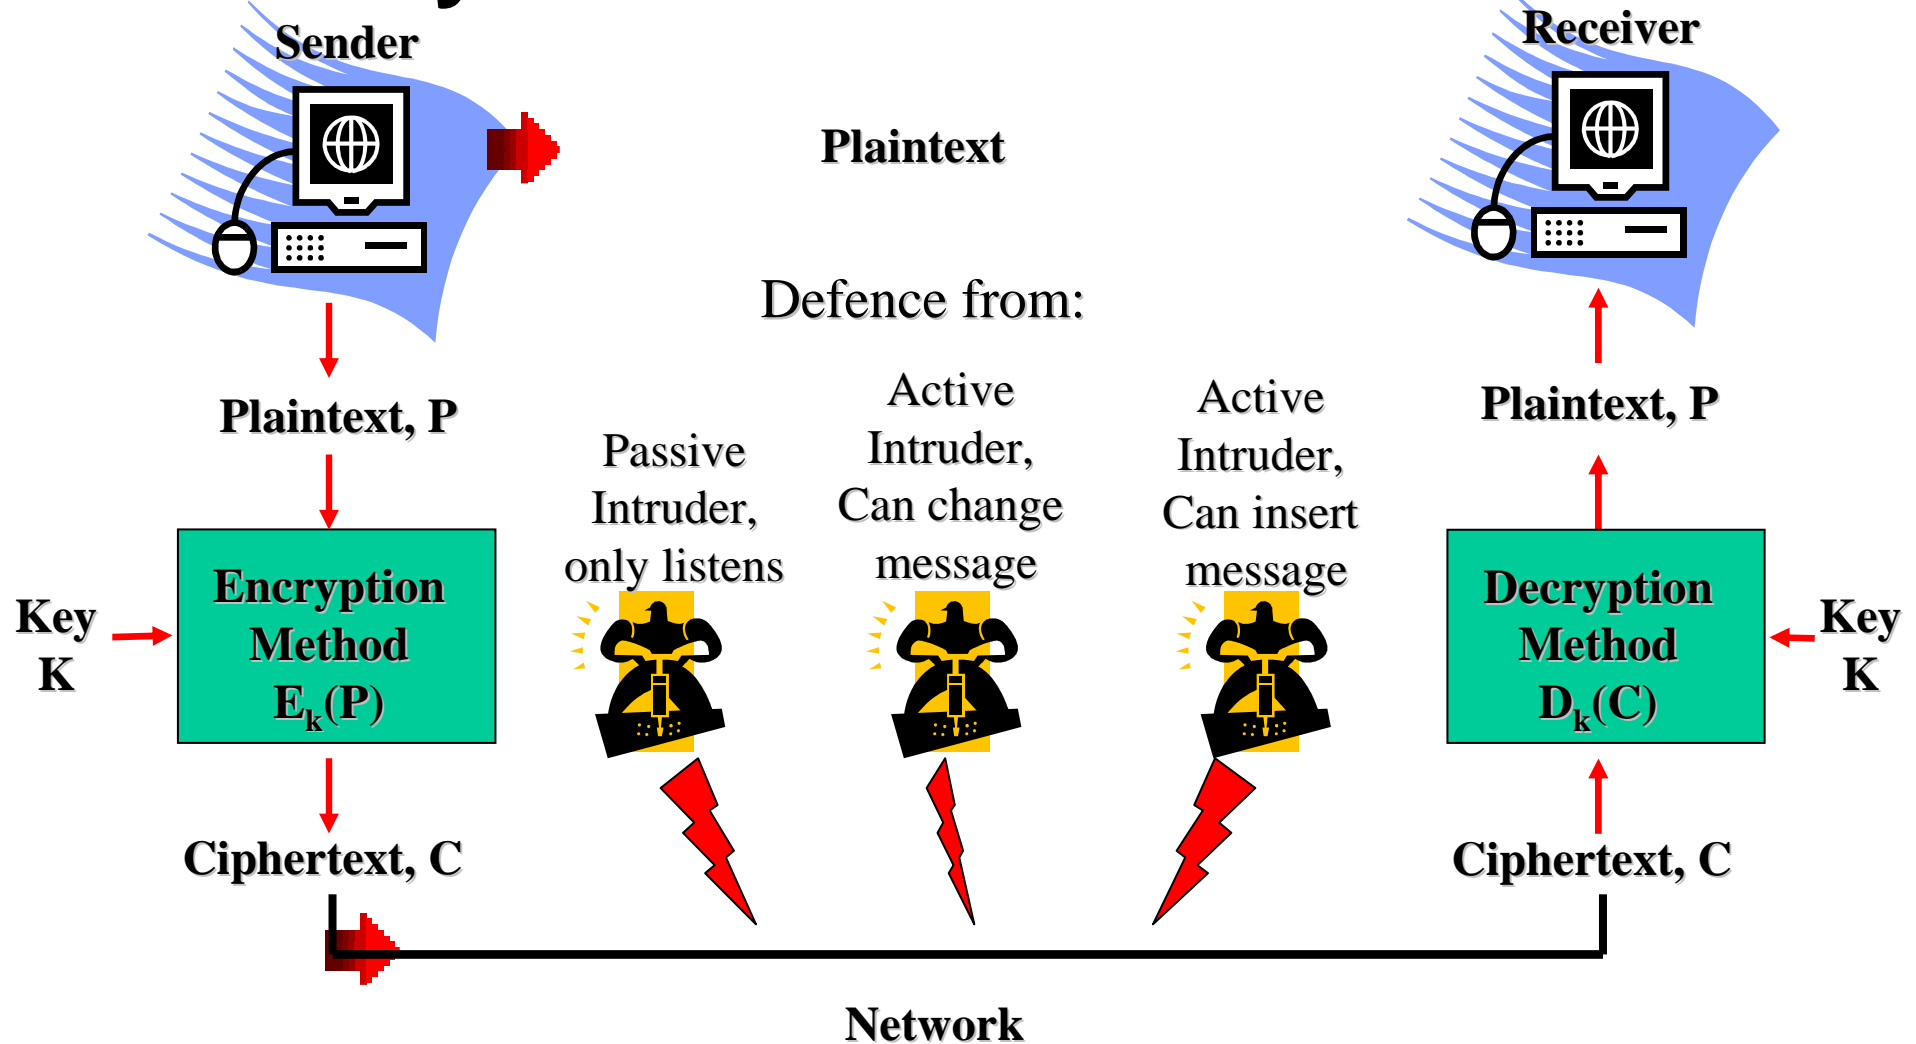 Sender
Receiver
Plaintext
Defence from:
Plaintext, P
Passive
Intruder,
only listens
Active
Intruder,
Can change
message
Active
Intruder,
Can insert
message
Plaintext, P
Key
K
Encryption
Method
Ek(P)
Decryption
Method
Dk(C)
Key
K
Ciphertext, C
Ciphertext, C
Network